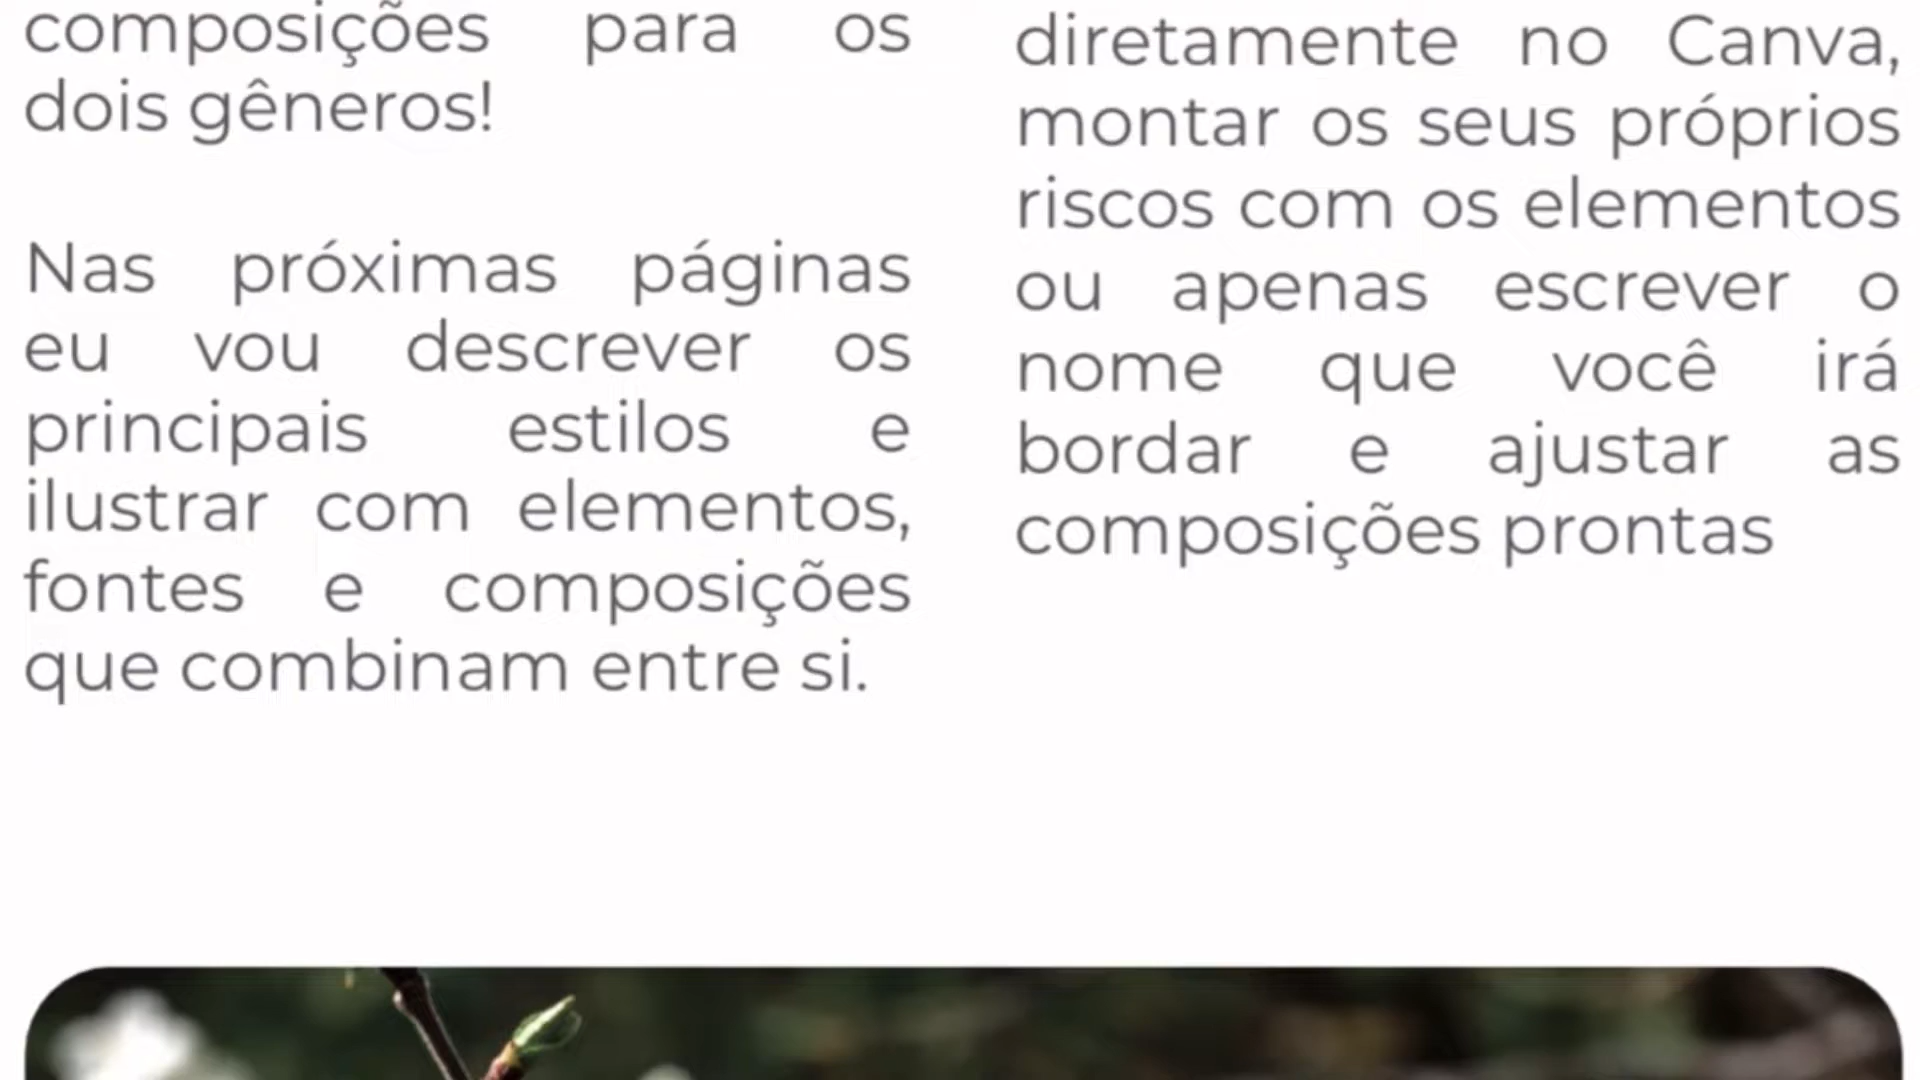 composições para os
dois gêneros!
Nas próximas páginas
eu vou descrever os
principais estilos e
ilustrar com elementos,
fontes e composições
que combinam entre si.
diretamente no Canva,
montar os seus próprios
riscos com os elementos
ou apenas escrever o
nome que você irá
bordar e ajustar as
composições prontas